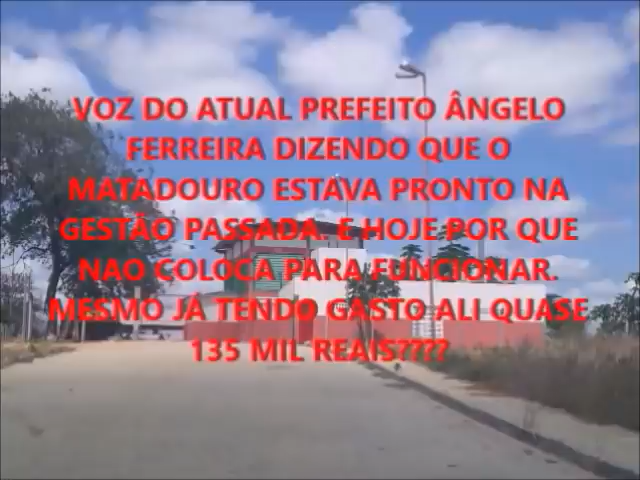 VOZ DO ATUAL PREFEITO ÂNGELO
FERREIRA DIZENDO QUE O
MATADOURO ESTAVA PRONTO NA
GESTÃO PASSADA. E HOJE POR QUE
NAO COLOCA PARA FUNCIONAR.
MESMO JÁ TENDO GASTO ALI QUASE
135 MIL REAIS????